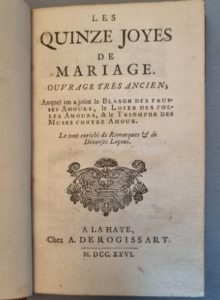 LES
QUINZE JOYES
DE
MARIAGE.
OUVRAGE TRÈS ANCIEN;
Auquel on a joint le BLASON DES FAUS-
SES AMOURS, le LOYER DES FOL-
LES AMOURS, & le TRIOMPHE DES
MUSES CONTRE AMOUR.
Le tout enrichi de Remarques & de
Diverses Leçons.
A LA HAYE,
Chez A. DE ROGISSART.
M. DCC. XXVI.